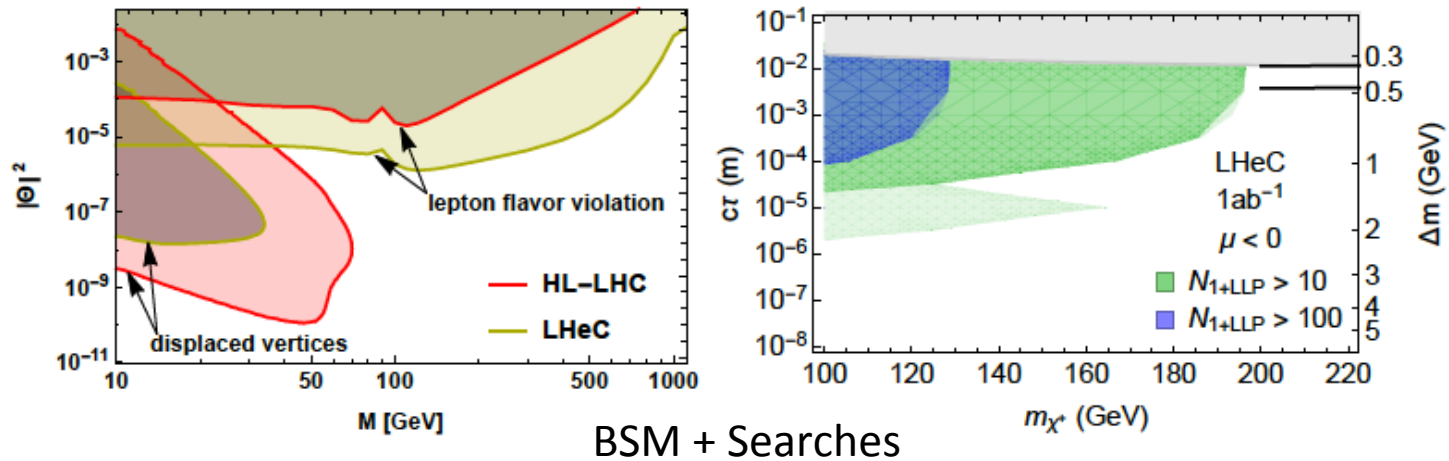 |Θ|²
10⁻³
10⁻⁵
10⁻⁷
10⁻⁹
10⁻¹¹
lepton flavor violation
displaced vertices
HL–LHC
LHeC
10 50 100 500 1000
M [GeV]
cτ (m)
10⁻¹
10⁻²
10⁻³
10⁻⁴
10⁻⁵
10⁻⁶
10⁻⁷
10⁻⁸
LHeC
1ab⁻¹
μ < 0
N₁₊LLP > 10
N₁₊LLP > 100
0.3
0.5
1
2
3
4
5
Δm (GeV)
100 120 140 160 180 200 220
mχ⁺ (GeV)
BSM + Searches